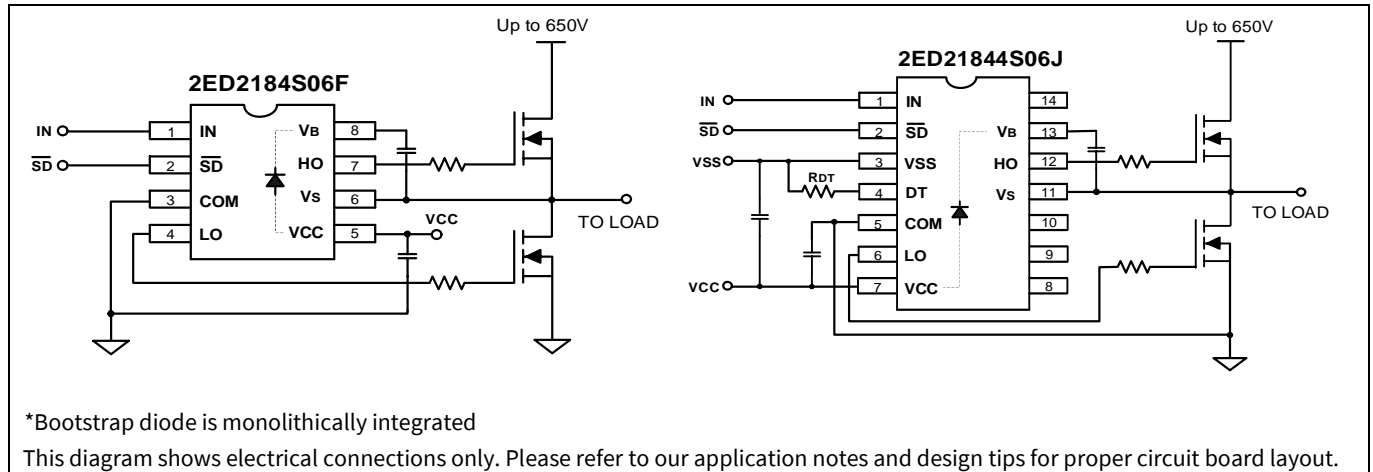 Up to 650V
2ED2184S06F
IN
1
IN
SD
2
SD
3
COM
4
LO
VB
8
HO
7
VS
6
VCC
5
VCC
TO LOAD
Up to 650V
2ED21844S06J
IN
1
IN
SD
2
SD
VSS
3
VSS
RDT
4
DT
5
COM
6
LO
VCC
7
VCC
14
VB
13
HO
12
VS
11
10
9
8
TO LOAD
*Bootstrap diode is monolithically integrated
This diagram shows electrical connections only. Please refer to our application notes and design tips for proper circuit board layout.